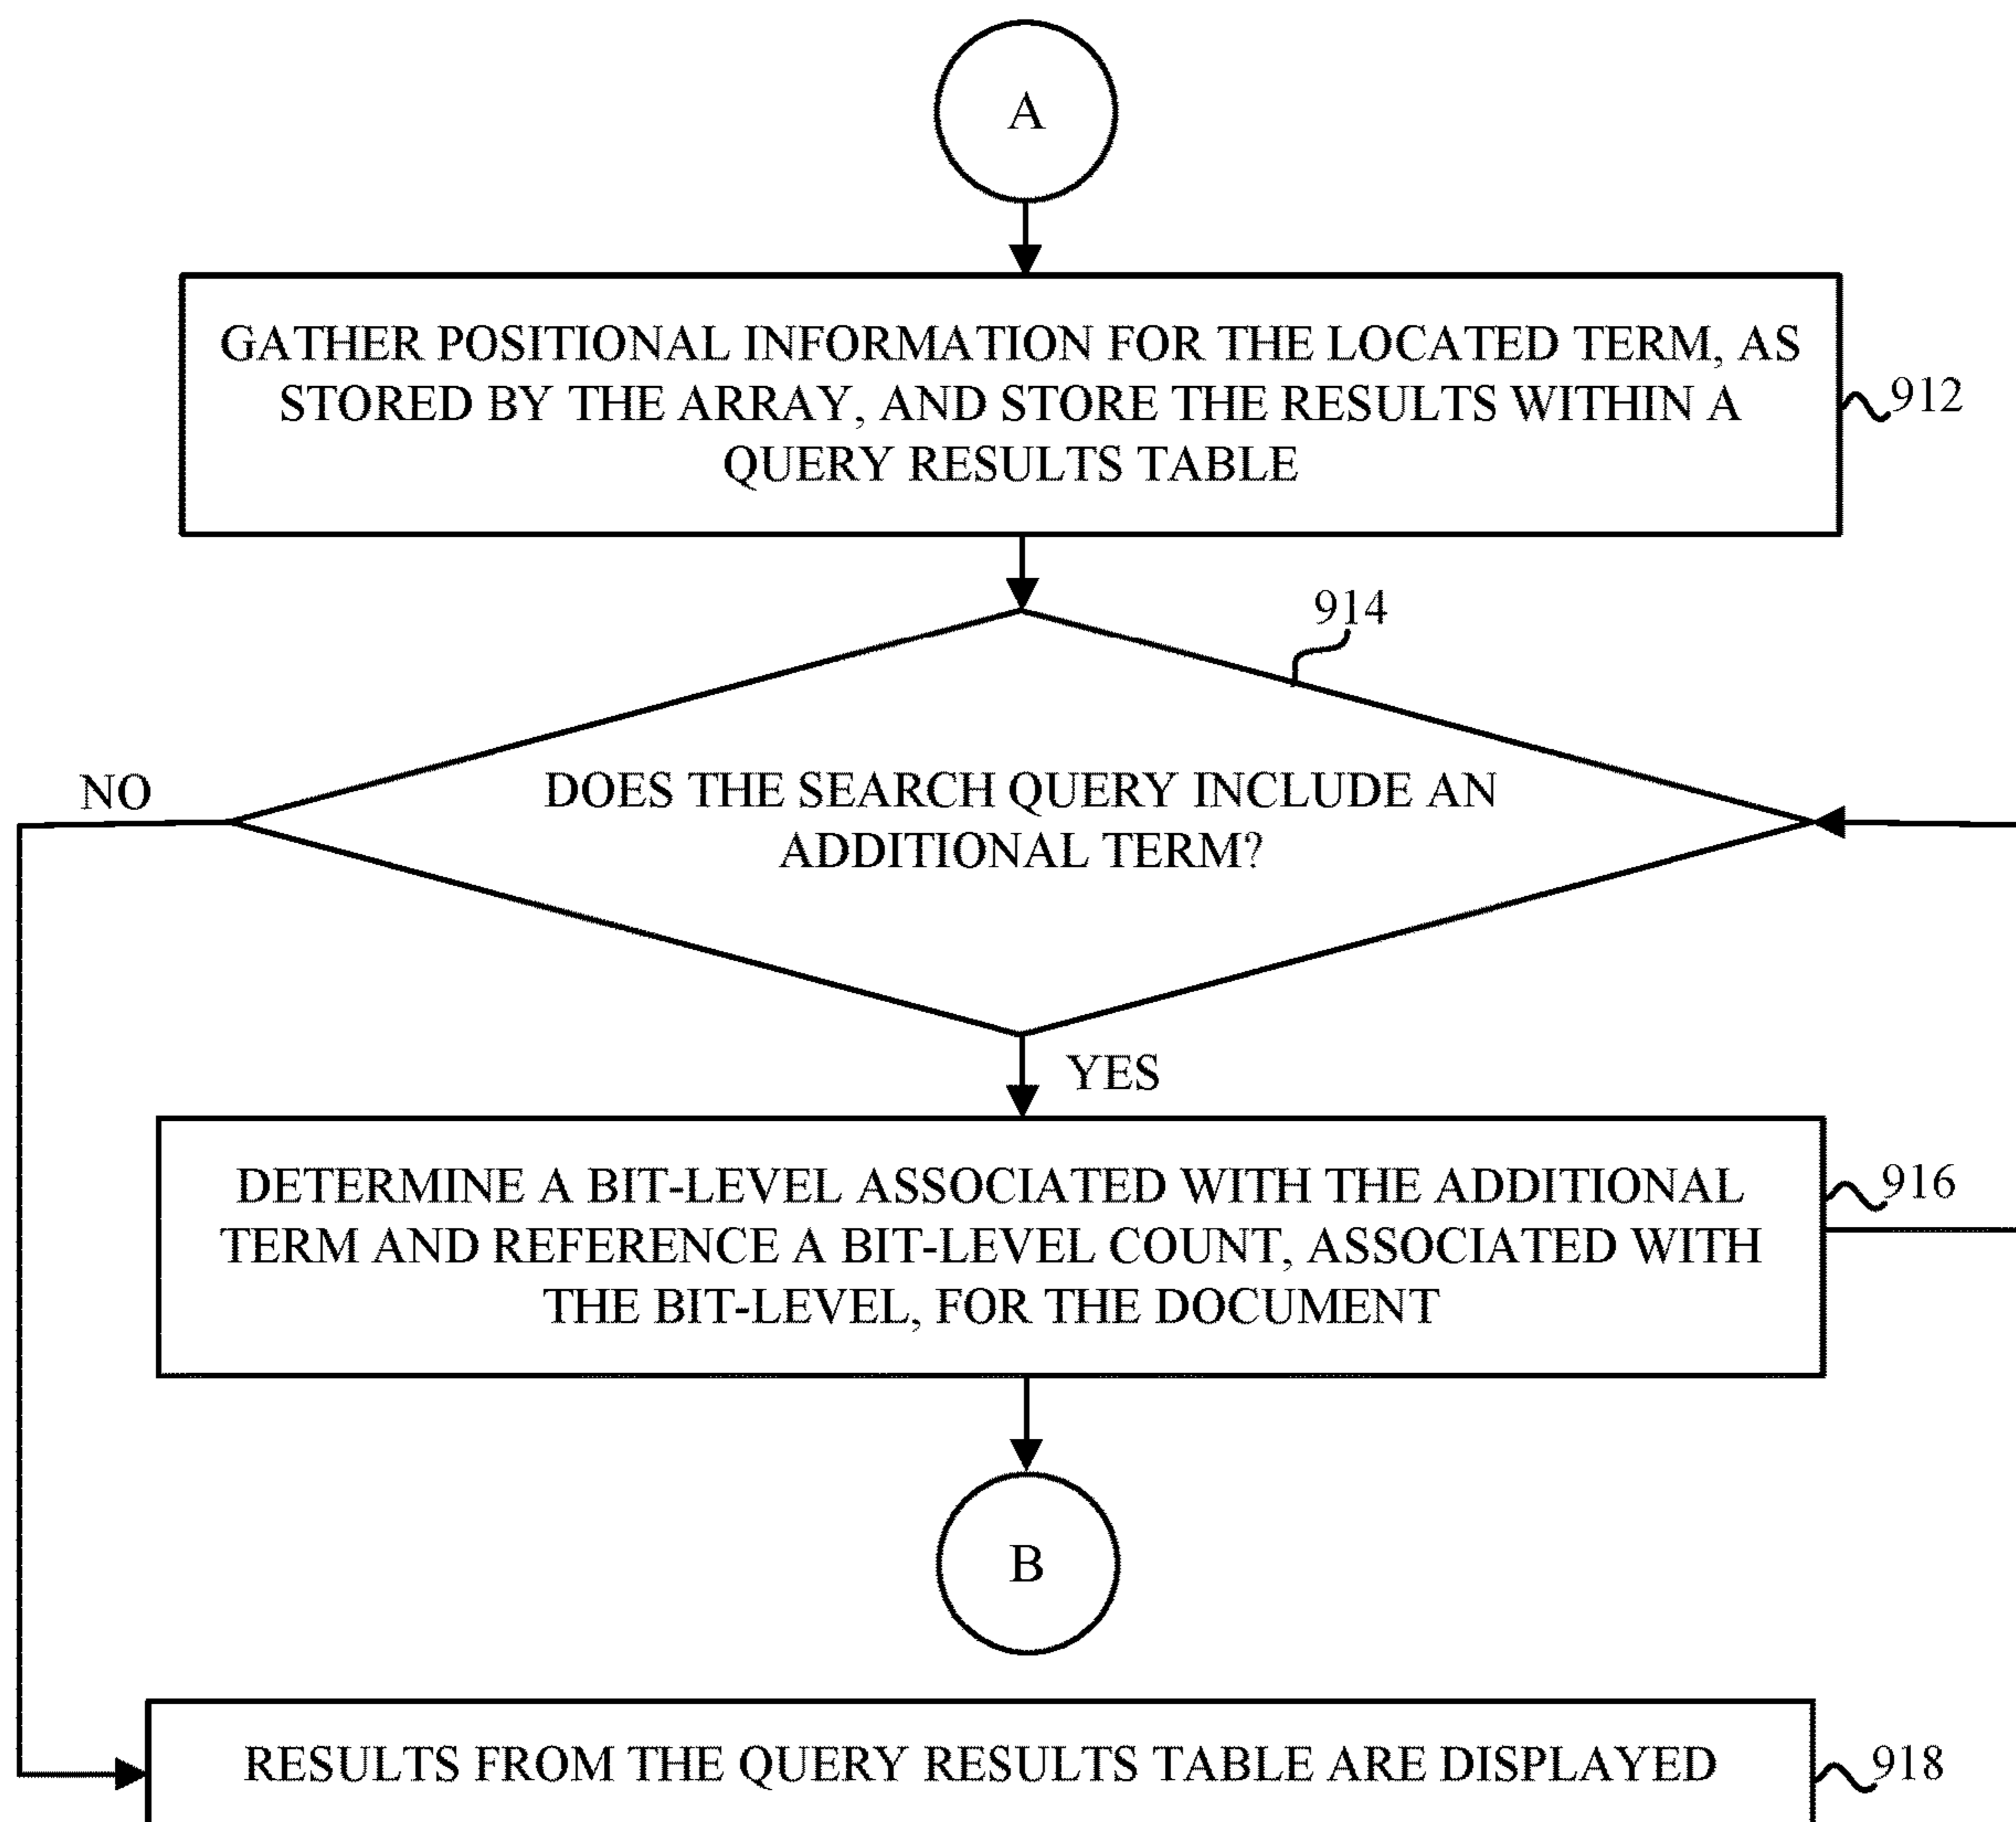 A
GATHER POSITIONAL INFORMATION FOR THE LOCATED TERM, AS
STORED BY THE ARRAY, AND STORE THE RESULTS WITHIN A
QUERY RESULTS TABLE
912
914
NO
DOES THE SEARCH QUERY INCLUDE AN
ADDITIONAL TERM?
YES
DETERMINE A BIT-LEVEL ASSOCIATED WITH THE ADDITIONAL
TERM AND REFERENCE A BIT-LEVEL COUNT, ASSOCIATED WITH
THE BIT-LEVEL, FOR THE DOCUMENT
916
B
RESULTS FROM THE QUERY RESULTS TABLE ARE DISPLAYED
918